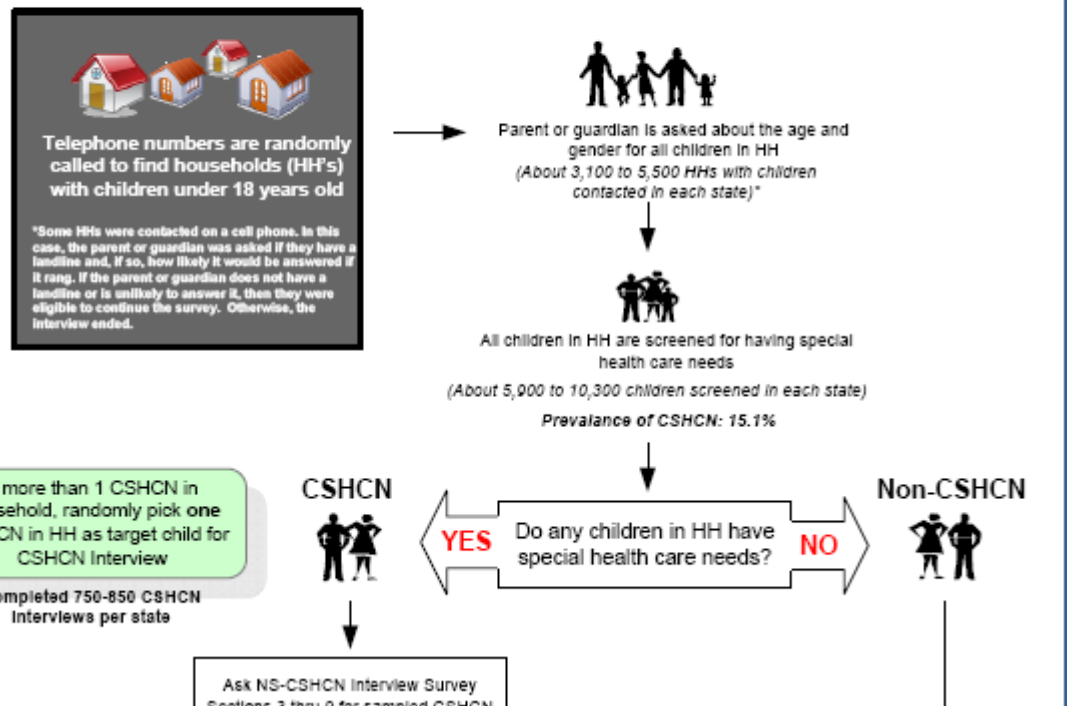 Telephone numbers are randomly
called to find households (HH's)
with children under 18 years old
*Some HHs were contacted on a cell phone. In this
case, the parent or guardian was asked if they have a
landline and, if so, how likely it would be answered if
it rang. If the parent or guardian does not have a
landline or is unlikely to answer it, then they were
eligible to continue the survey. Otherwise, the
interview ended.
Parent or guardian is asked about the age and
gender for all children in HH
(About 3,100 to 5,500 HHs with children
contacted in each state)*
All children in HH are screened for having special
health care needs
(About 5,900 to 10,300 children screened in each state)
Prevalance of CSHCN: 15.1%
more than 1 CSHCN in
sehold, randomly pick one
CN in HH as target child for
CSHCN Interview
mpleted 750-850 CSHCN
Interviews per state
CSHCN
YES
Do any children in HH have
special health care needs?
NO
Non-CSHCN
Ask NS-CSHCN Interview Survey
Sections 3 thru 9 for sampled CSHCN